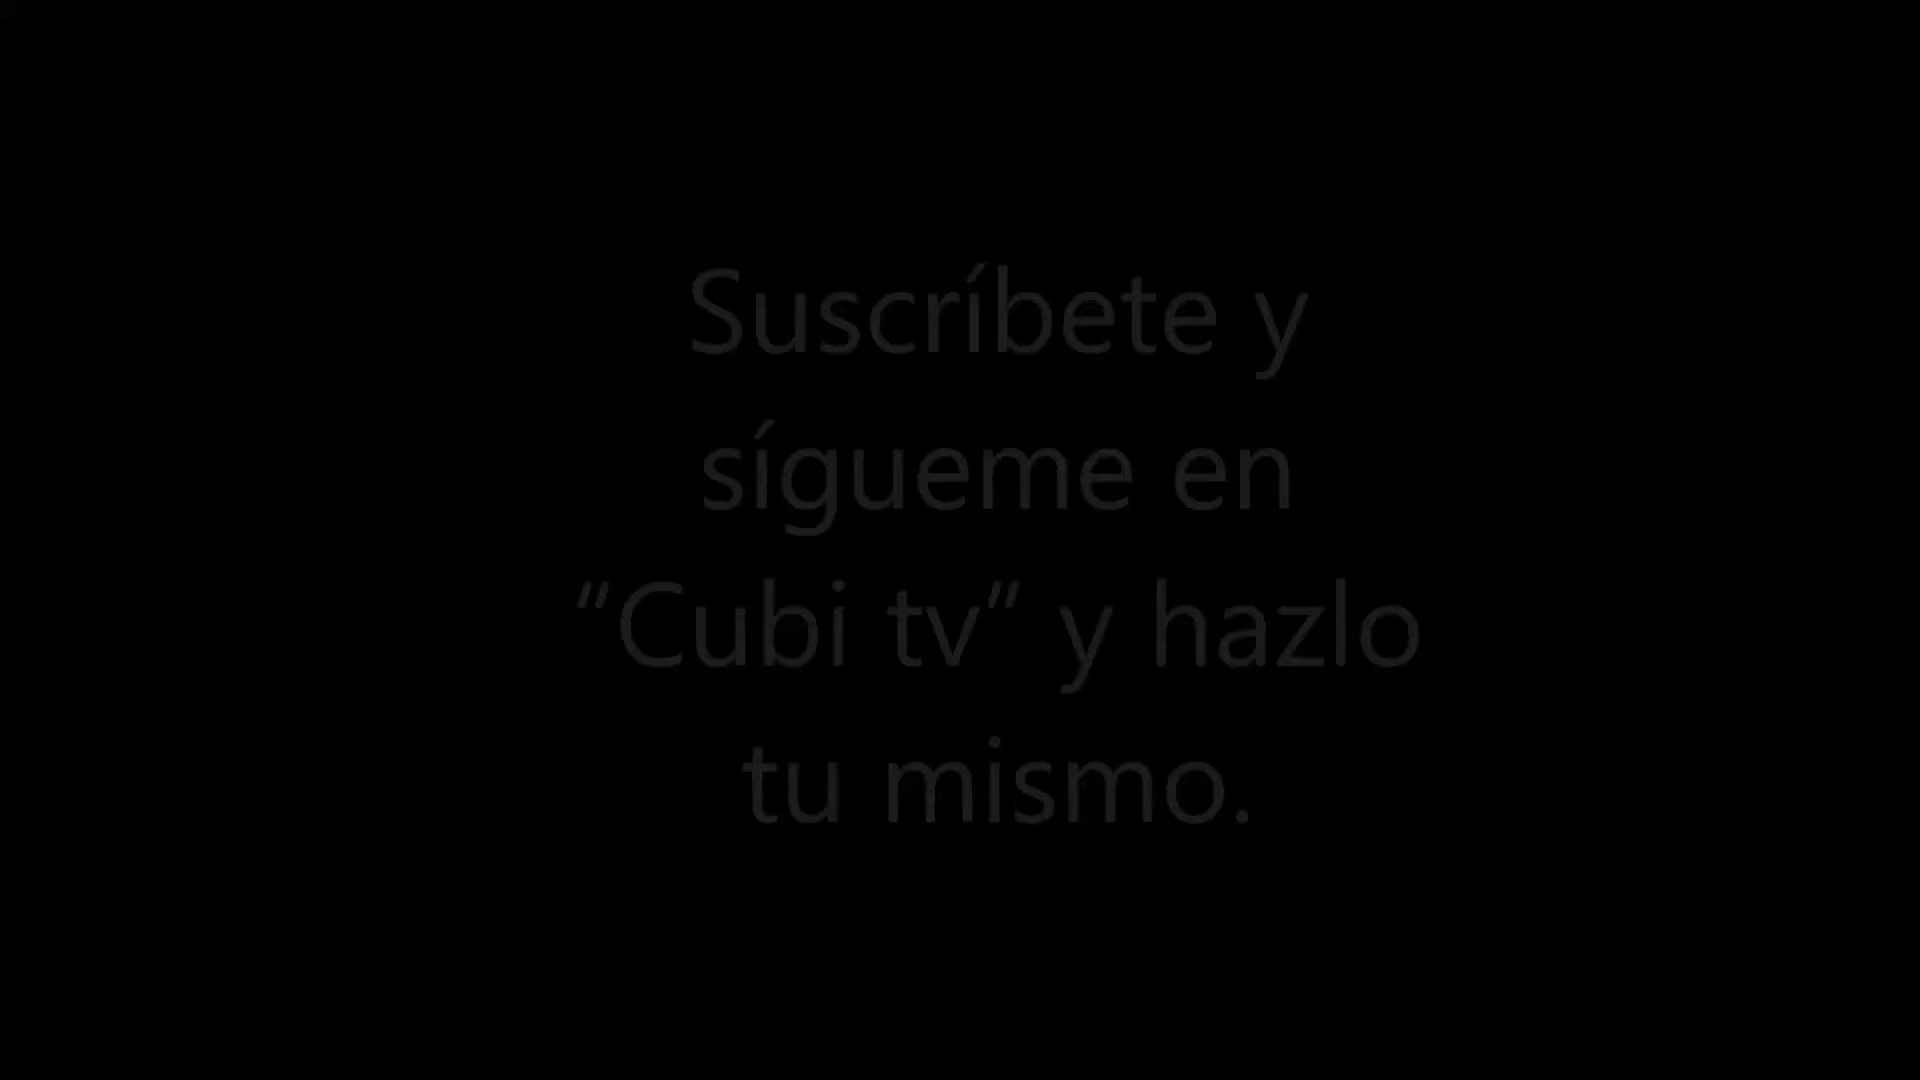 Suscríbete y
sígueme en
“Cubi tv” y hazlo
tu mismo.